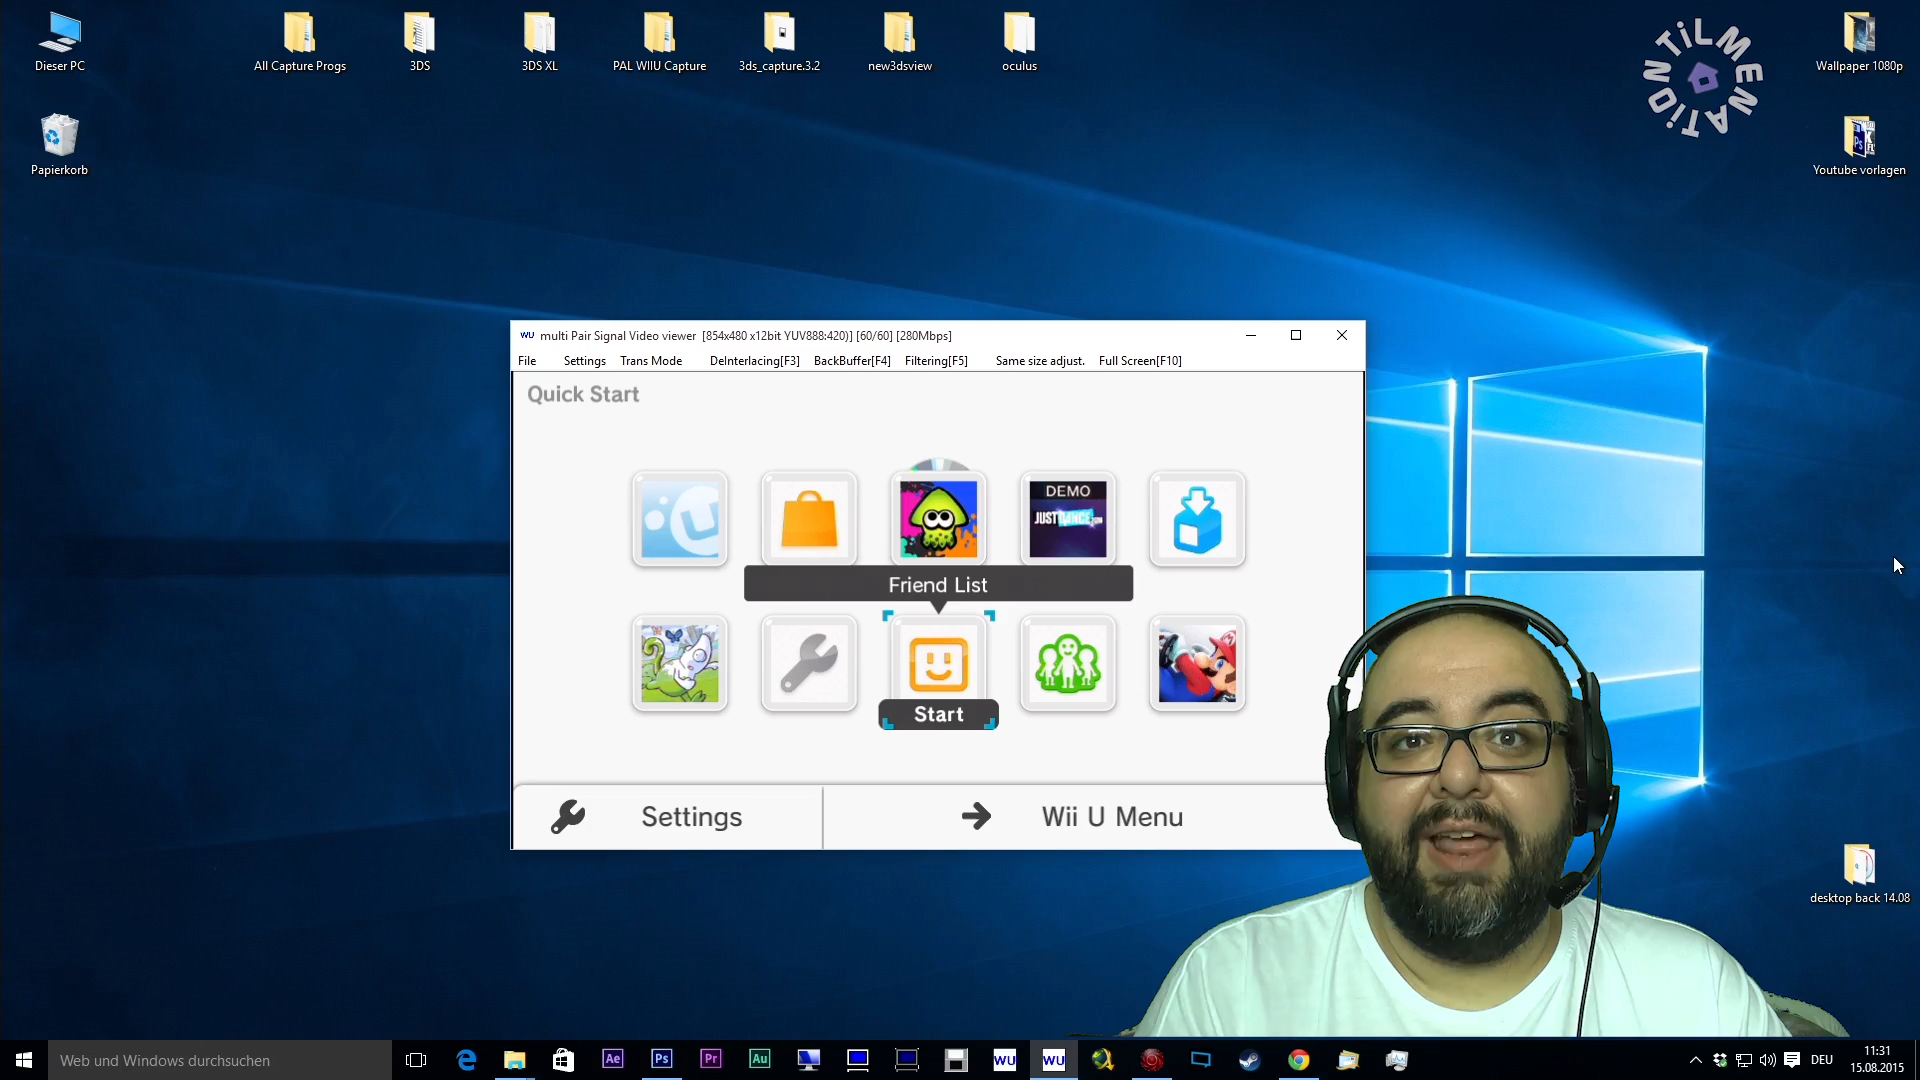 Dieser PC
All Capture Progs
3DS
3DS XL
PAL WIIU Capture
3ds_capture.3.2
new3dsview
oculus
TiLMENATiON
Wallpaper 1080p
Papierkorb
Ps
Youtube vorlagen
WU multi Pair Signal Video viewer [854x480 x12bit YUV888:420)] [60/60] [280Mbps]
File Settings Trans Mode DeInterlacing[F3] BackBuffer[F4] Filtering[F5] Same size adjust. Full Screen[F10]
Quick Start
U
DEMO
JUST DANCE
Friend List
M
Start
Settings
Wii U Menu
desktop back 14.08
Web und Windows durchsuchen
Ae
Ps
Pr
Au
WU
WU
DEU
11:31
15.08.2015